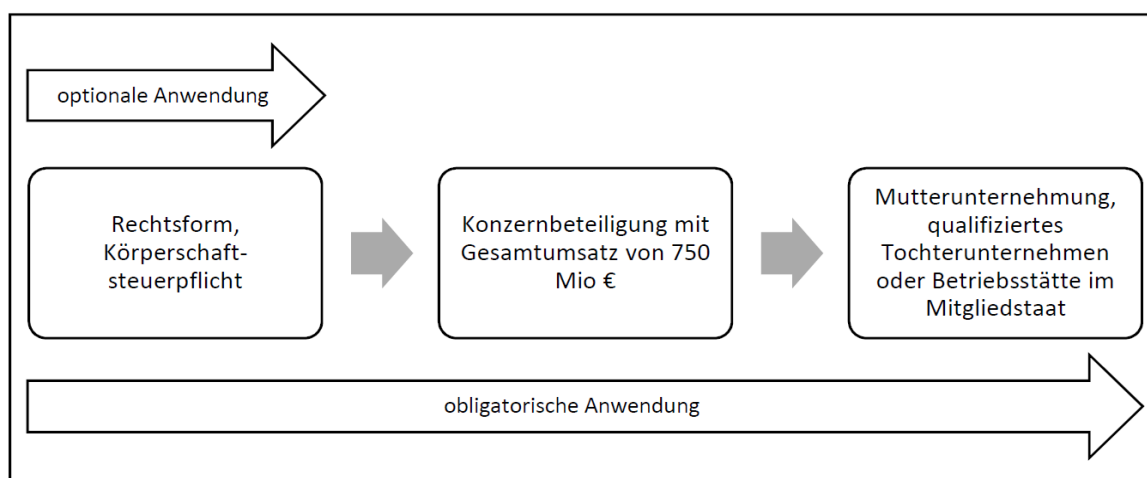 optionale Anwendung
Rechtsform,
Körperschaft-
steuerpflicht
Konzernbeteiligung mit
Gesamtumsatz von 750
Mio €
Mutterunternehmung,
qualifiziertes
Tochterunternehmen
oder Betriebsstätte im
Mitgliedstaat
obligatorische Anwendung